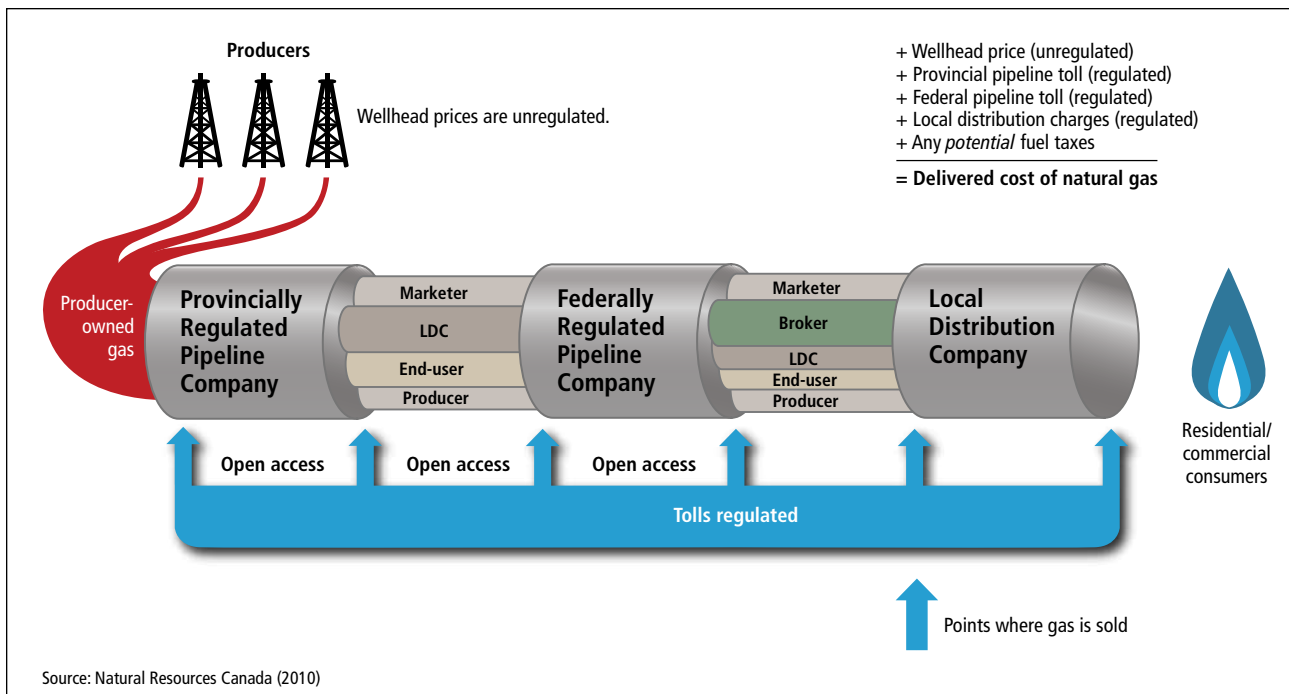 Producers
Wellhead prices are unregulated.
+ Wellhead price (unregulated)
+ Provincial pipeline toll (regulated)
+ Federal pipeline toll (regulated)
+ Local distribution charges (regulated)
+ Any potential fuel taxes
= Delivered cost of natural gas
Producer-
owned
gas
Provincially
Regulated
Pipeline
Company
Marketer
LDC
End-user
Producer
Federally
Regulated
Pipeline
Company
Marketer
Broker
LDC
End-user
Producer
Local
Distribution
Company
Residential/
commercial
consumers
Open access
Open access
Open access
Tolls regulated
Points where gas is sold
Source: Natural Resources Canada (2010)